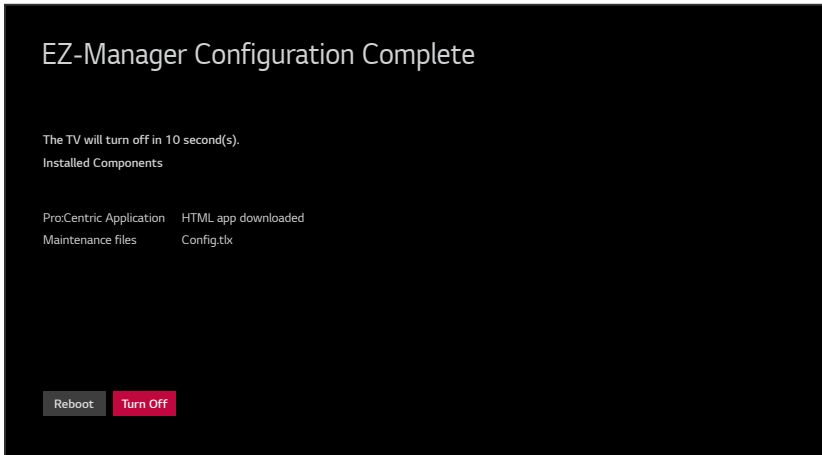 EZ-Manager Configuration Complete
The TV will turn off in 10 second(s).
Installed Components
Pro:Centric Application HTML app downloaded
Maintenance files Config.tlx
Reboot Turn Off